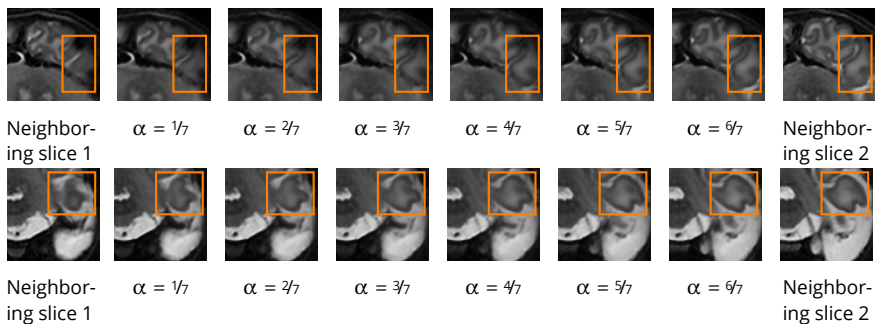 Neighbor- α = 1/7 α = 2/7 α = 3/7 α = 4/7 α = 5/7 α = 6/7 Neighbor-
ing slice 1 ing slice 2
Neighbor- α = 1/7 α = 2/7 α = 3/7 α = 4/7 α = 5/7 α = 6/7 Neighbor-
ing slice 1 ing slice 2